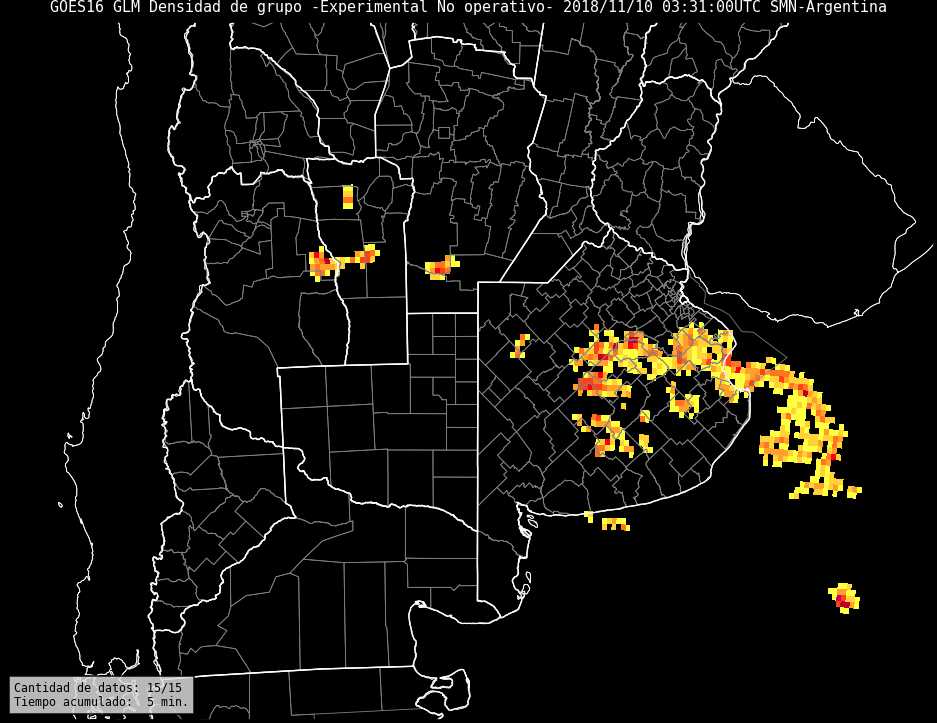 GOES16 GLM Densidad de grupo -Experimental No operativo- 2018/11/10 03:31:00UTC SMN-Argentina
Cantidad de datos: 15/15
Tiempo acumulado:  5 min.